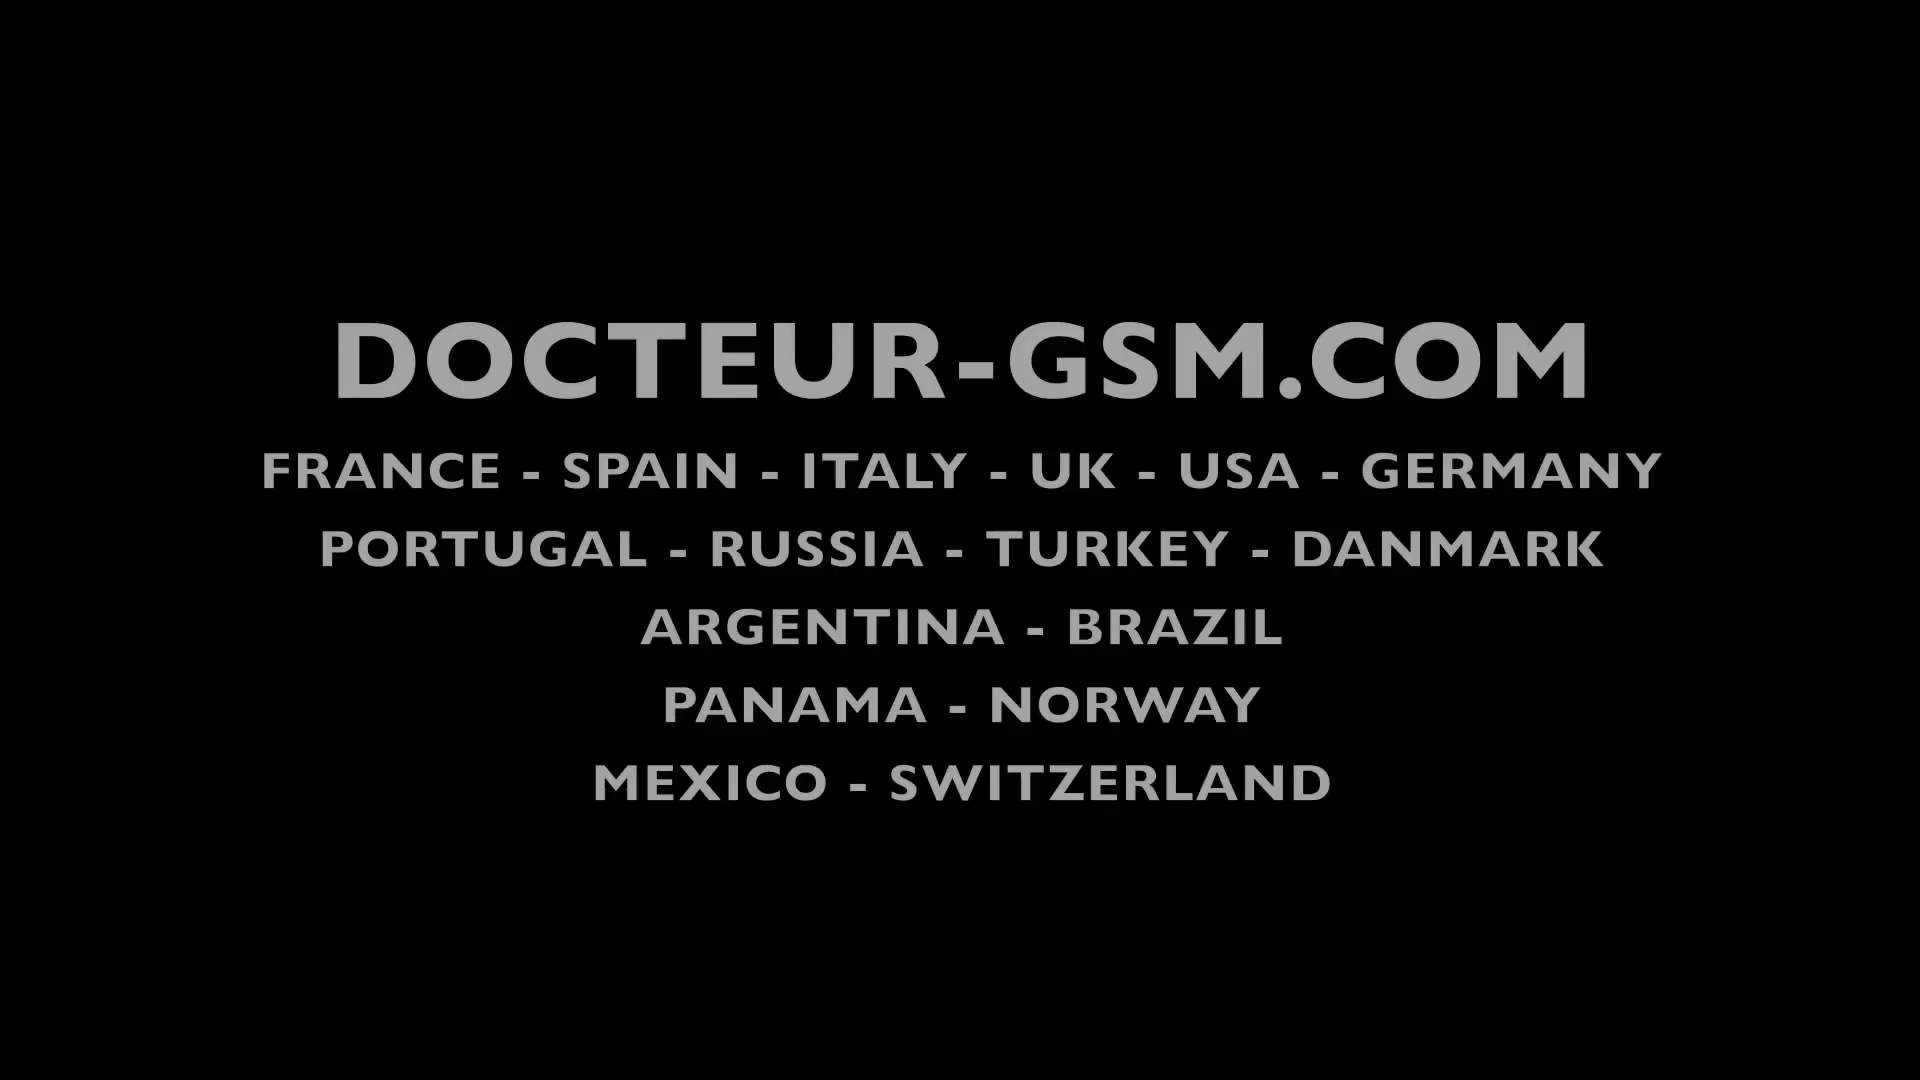 DOCTEUR-GSM.COM
FRANCE - SPAIN - ITALY - UK - USA - GERMANY
PORTUGAL - RUSSIA - TURKEY - DANMARK
ARGENTINA - BRAZIL
PANAMA - NORWAY
MEXICO - SWITZERLAND